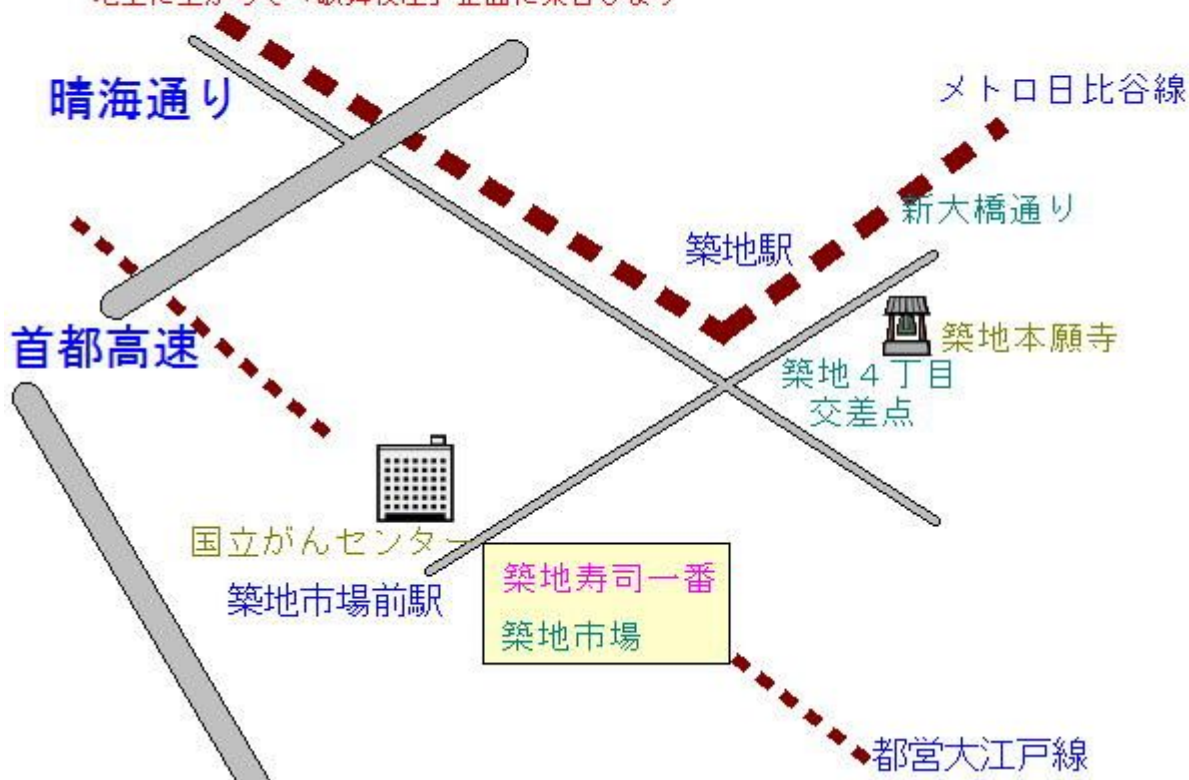 晴海通り
メトロ日比谷線
新大橋通り
築地駅
築地本願寺
首都高速
築地４丁目
交差点
国立がんセンター
築地市場前駅
築地寿司一番
築地市場
都営大江戸線